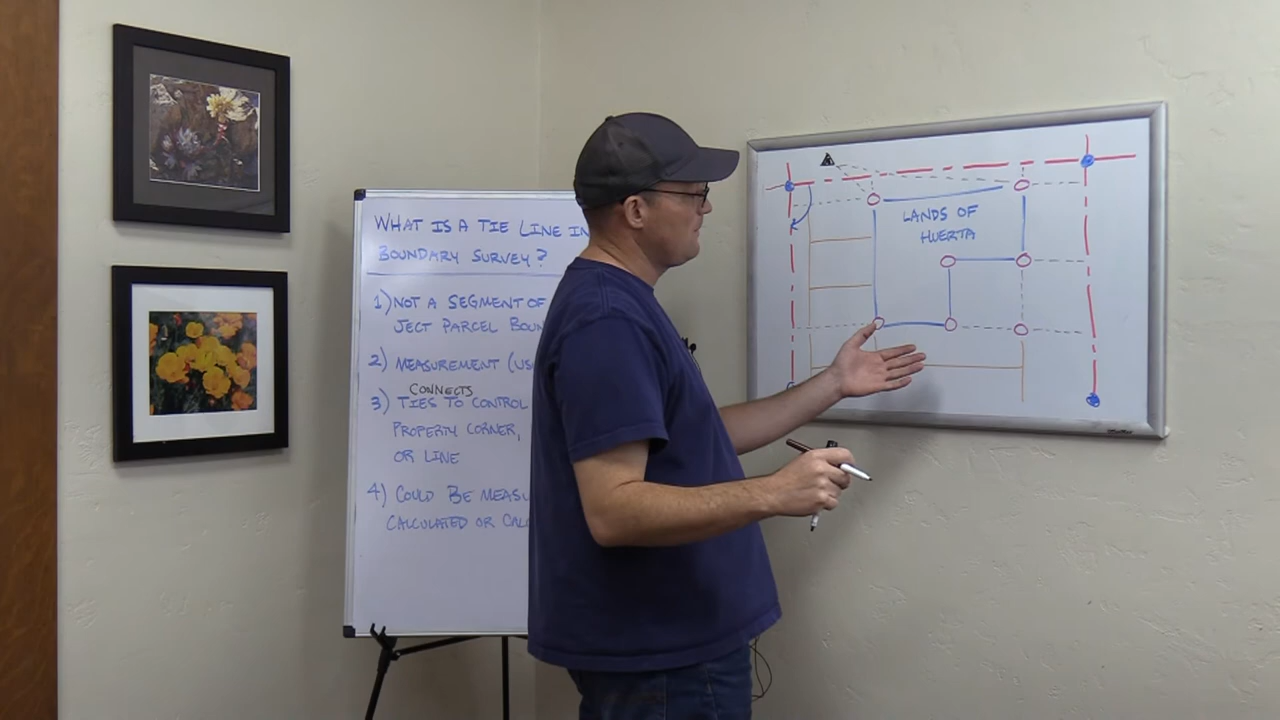 WHAT IS A TIE LINE IN
BOUNDARY SURVEY?
1) NOT A SEGMENT OF
JECT PARCEL BOUN
2) MEASUREMENT (US
CONNECTS
3) TIES TO CONTROL
PROPERTY CORNER,
OR LINE
4) COULD BE MEASU
CALCULATED OR CALC
LANDS OF
HUERTA